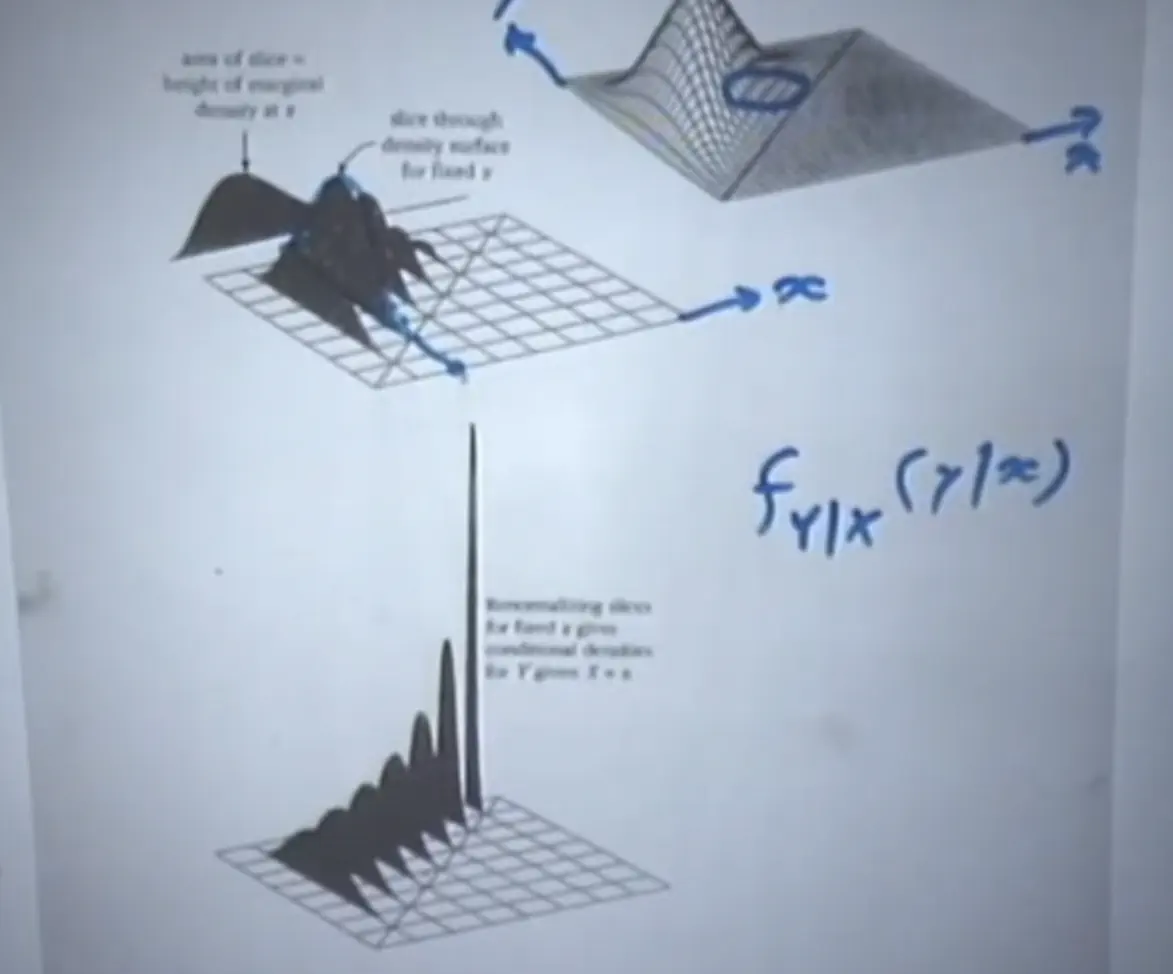 area of slice =
height of marginal
density at x
slice through
density surface
for fixed x
x
x
f_{Y|X}(y|x)
Renormalizing slices
for fixed x gives
conditional densities
for Y given X = x